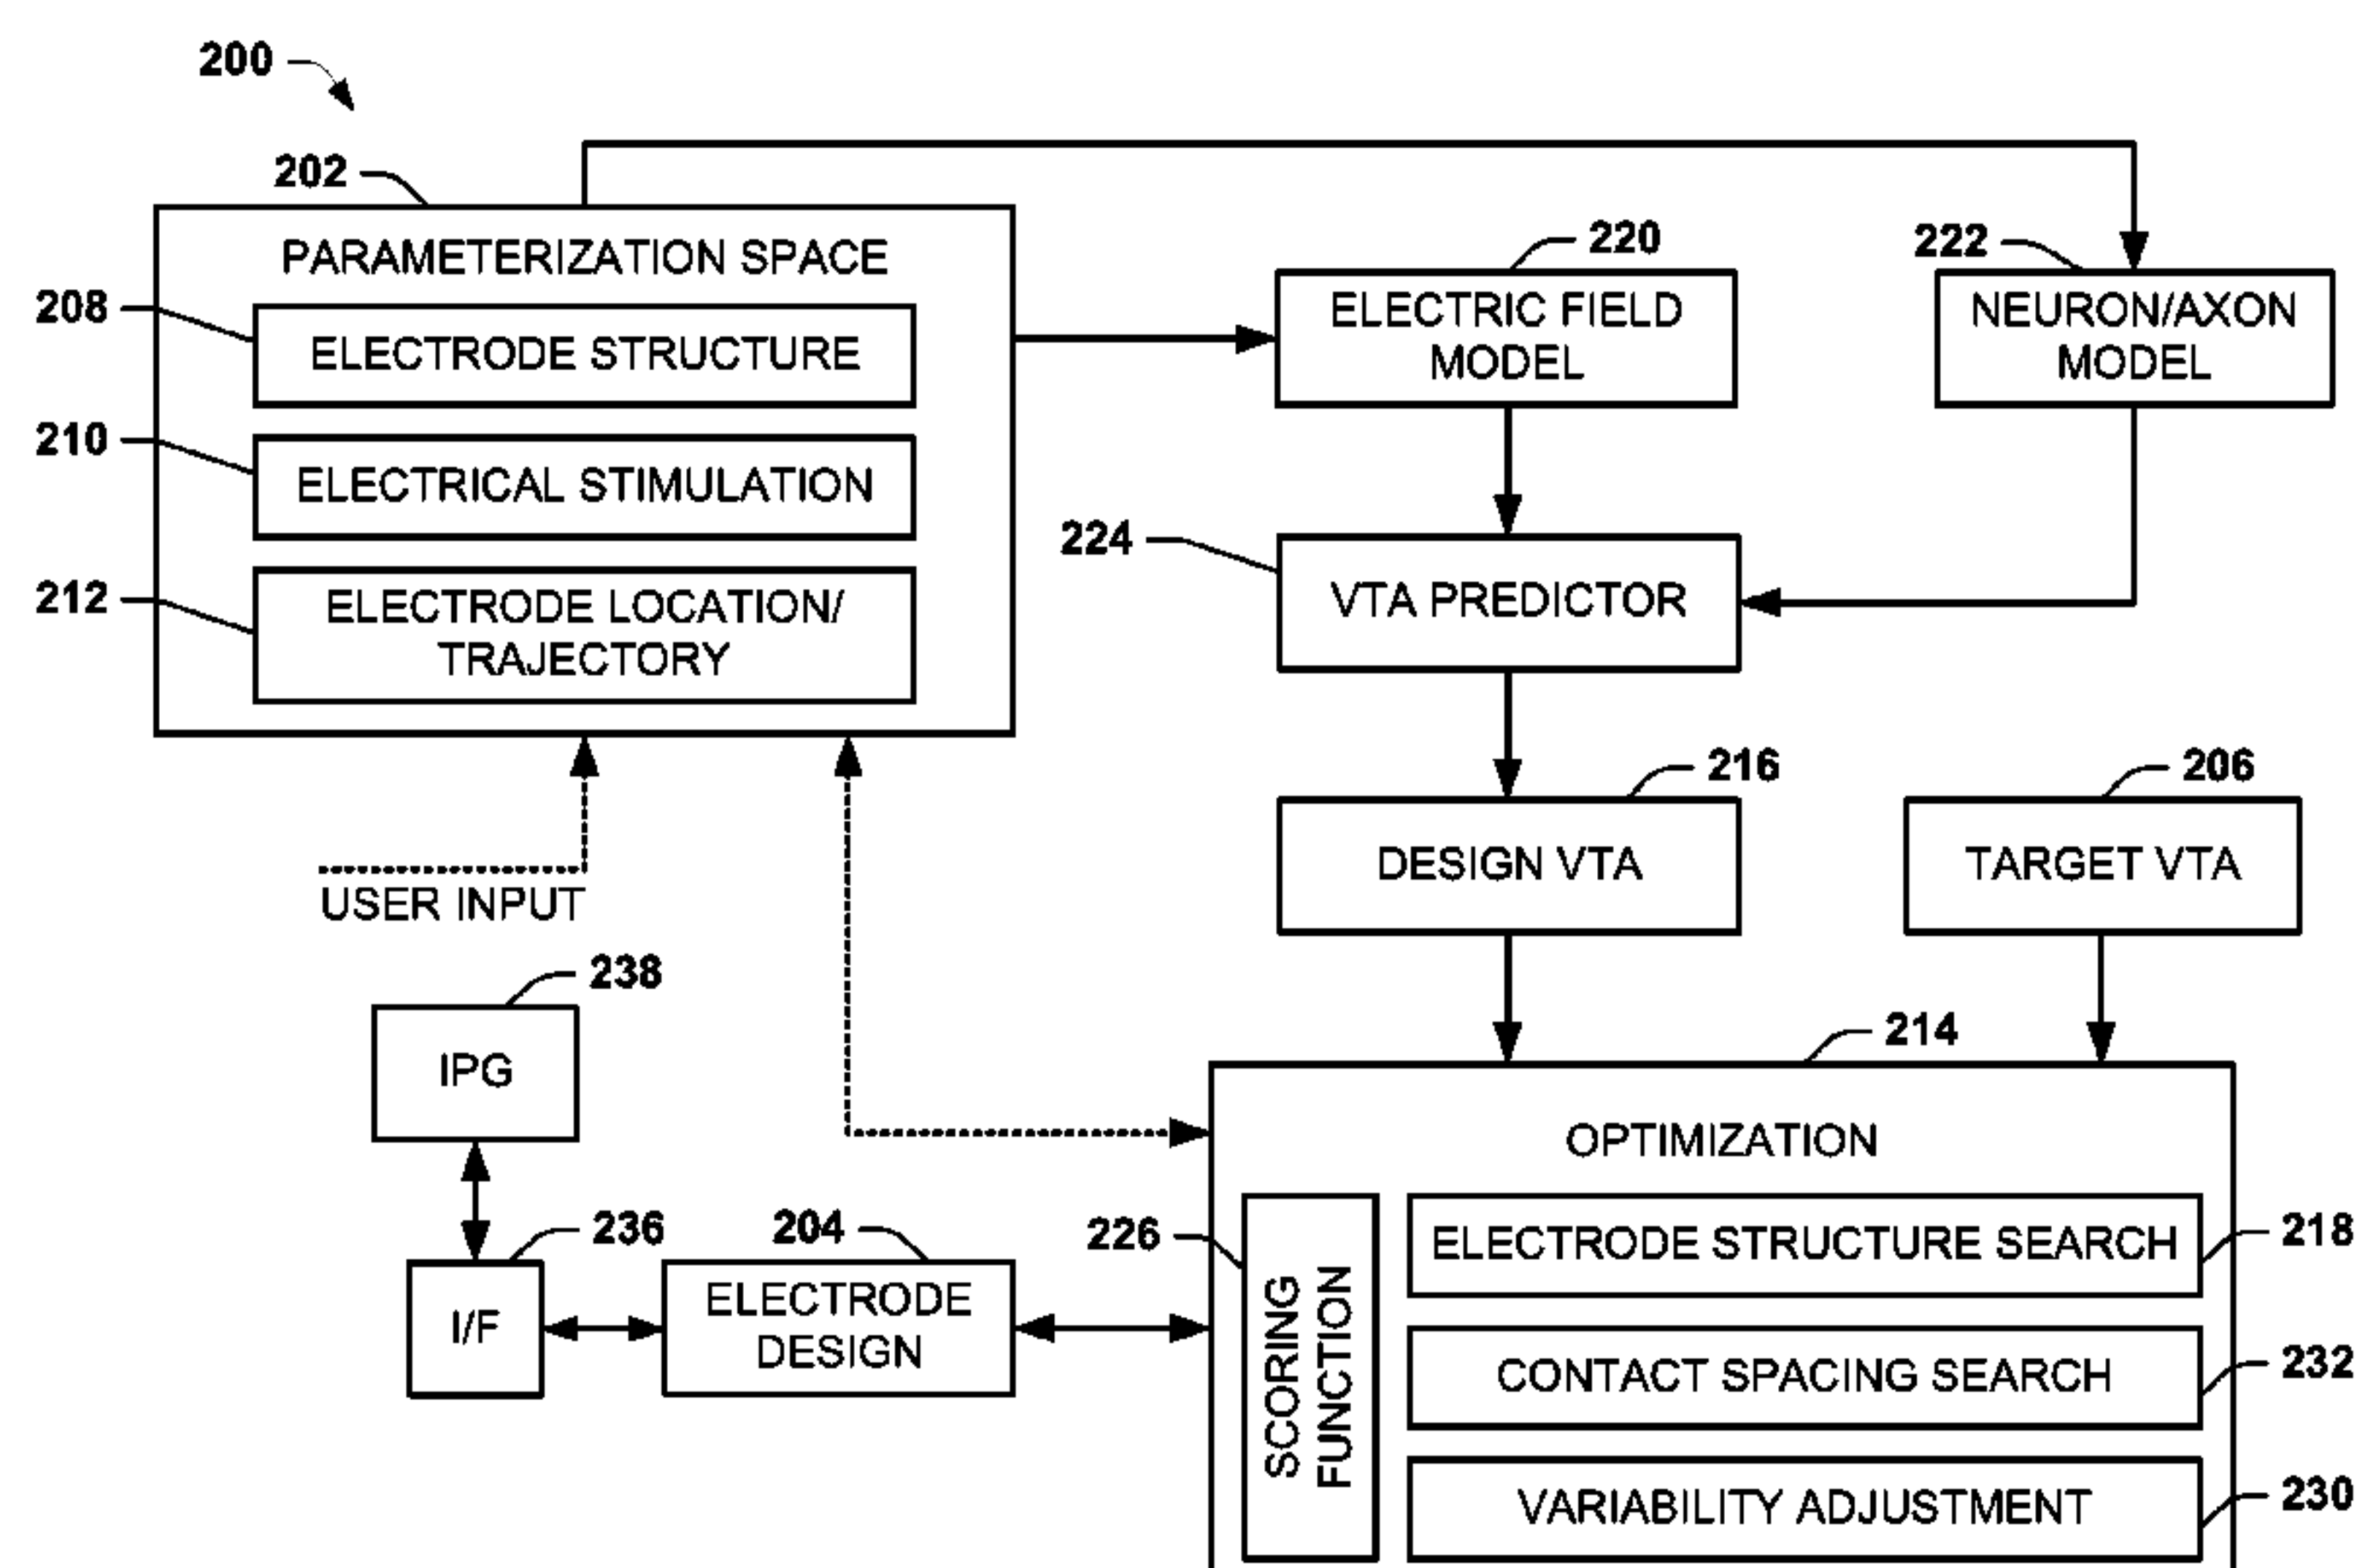 200
202
PARAMETERIZATION SPACE
208
ELECTRODE STRUCTURE
210
ELECTRICAL STIMULATION
212
ELECTRODE LOCATION/
TRAJECTORY
220
ELECTRIC FIELD
MODEL
222
NEURON/AXON
MODEL
224
VTA PREDICTOR
216
DESIGN VTA
206
TARGET VTA
USER INPUT
238
IPG
236
I/F
204
ELECTRODE
DESIGN
214
OPTIMIZATION
226
SCORING
FUNCTION
ELECTRODE STRUCTURE SEARCH
218
CONTACT SPACING SEARCH
232
VARIABILITY ADJUSTMENT
230